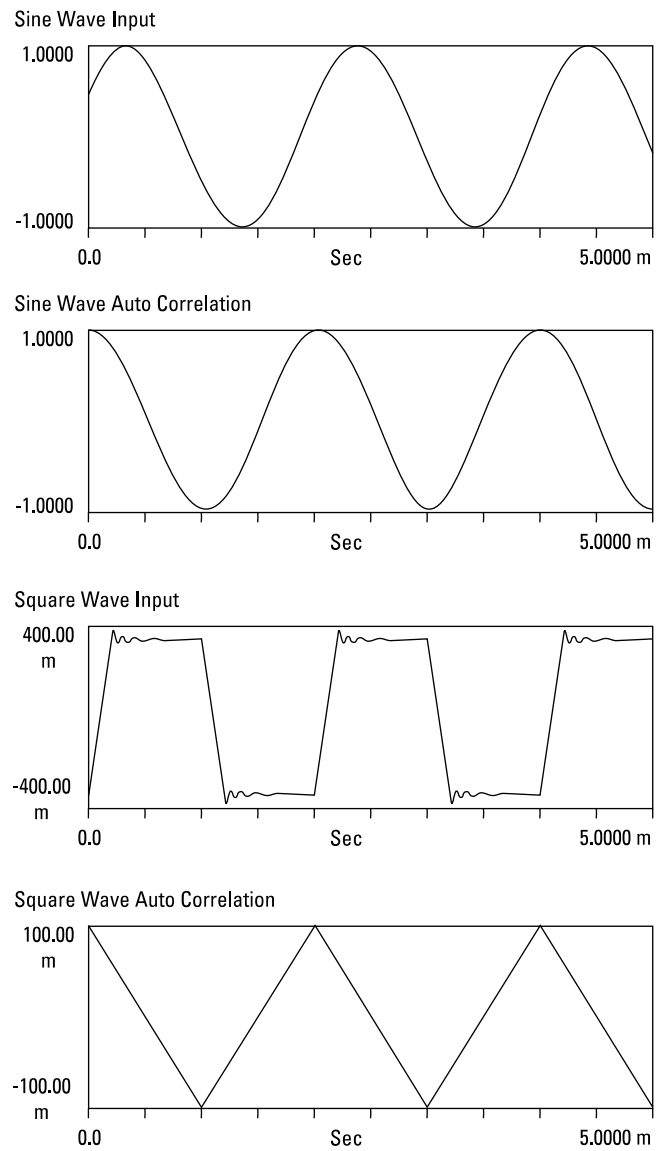 Sine Wave Input
1.0000
-1.0000
0.0 Sec 5.0000 m
Sine Wave Auto Correlation
1.0000
-1.0000
0.0 Sec 5.0000 m
Square Wave Input
400.00
m
-400.00
m
0.0 Sec 5.0000 m
Square Wave Auto Correlation
100.00
m
-100.00
m
0.0 Sec 5.0000 m